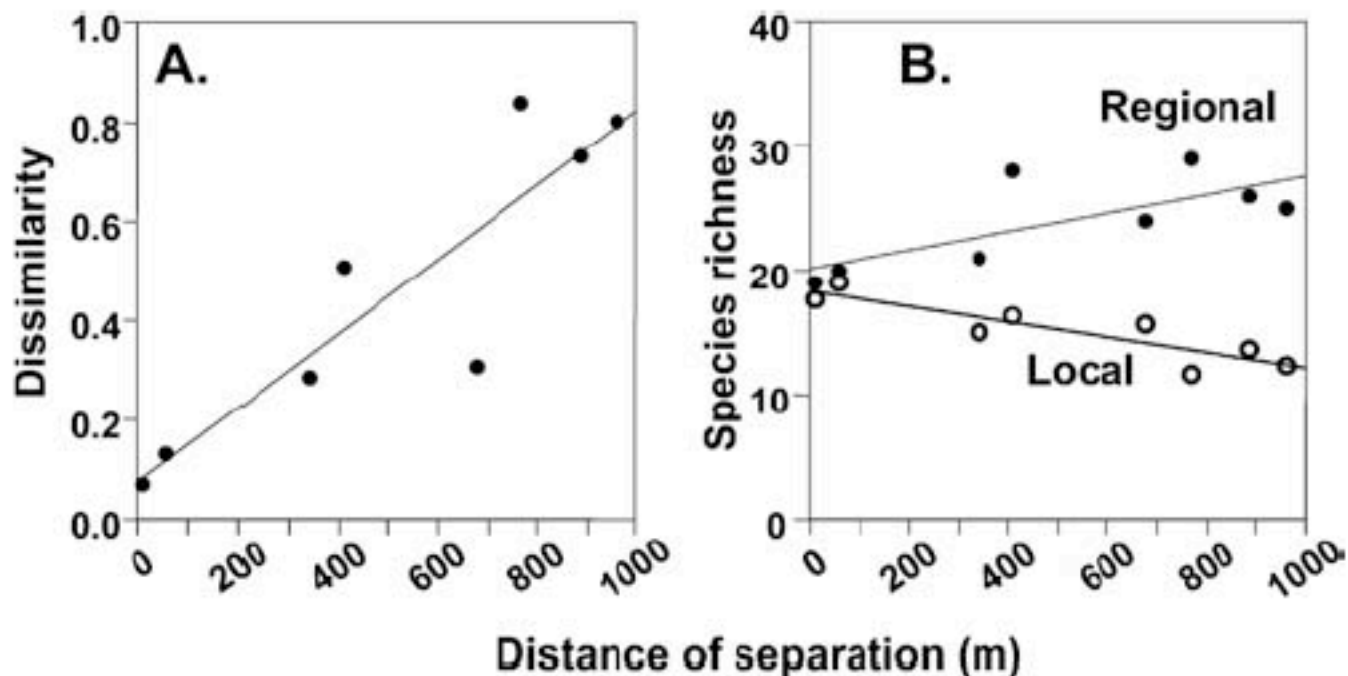 A.
Dissimilarity
1.0
0.8
0.6
0.4
0.2
0.0
0 200 400 600 800 1000
B.
Species richness
40
30
20
10
0
Regional
Local
0 200 400 600 800 1000
Distance of separation (m)